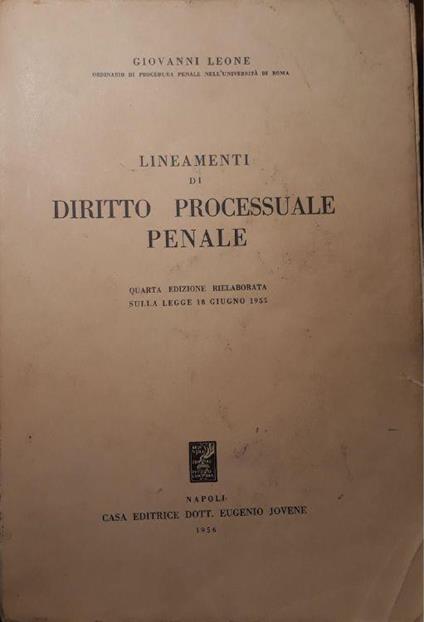 GIOVANNI LEONE
ORDINARIO DI PROCEDURA PENALE NELL'UNIVERSITÀ DI ROMA
LINEAMENTI
DI
DIRITTO PROCESSUALE
PENALE
QUARTA EDIZIONE RIELABORATA
SULLA LEGGE 18 GIUGNO 1955
NAPOLI
CASA EDITRICE DOTT. EUGENIO JOVENE
1956